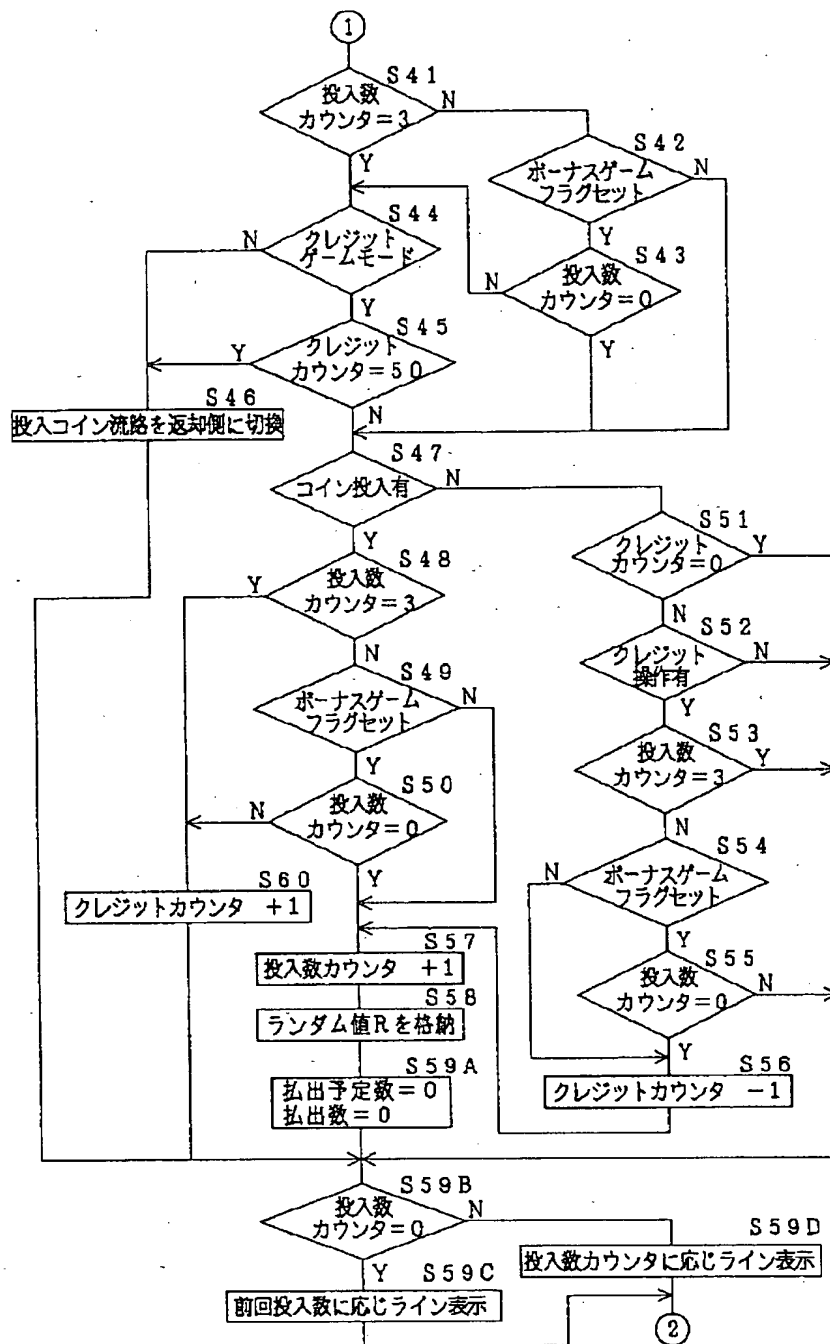 1
S41
投入数
カウンタ=3
N
Y
S42
ボーナスゲーム
フラグセット
N
Y
S43
投入数
カウンタ=0
N
Y
S44
クレジット
ゲームモード
N
Y
S45
クレジット
カウンタ=50
Y
N
S46
投入コイン流路を返却側に切換
S47
コイン投入有
N
Y
S48
投入数
カウンタ=3
Y
N
S49
ボーナスゲーム
フラグセット
N
Y
S50
投入数
カウンタ=0
N
Y
S60
クレジットカウンタ +1
S51
クレジット
カウンタ=0
Y
N
S52
クレジット
操作有
N
Y
S53
投入数
カウンタ=3
Y
N
S54
ボーナスゲーム
フラグセット
N
Y
S55
投入数
カウンタ=0
N
Y
S56
クレジットカウンタ -1
S57
投入数カウンタ +1
S58
ランダム値Rを格納
S59A
払出予定数=0
払出数=0
S59B
投入数
カウンタ=0
N
Y
S59C
前回投入数に応じライン表示
S59D
投入数カウンタに応じライン表示
2